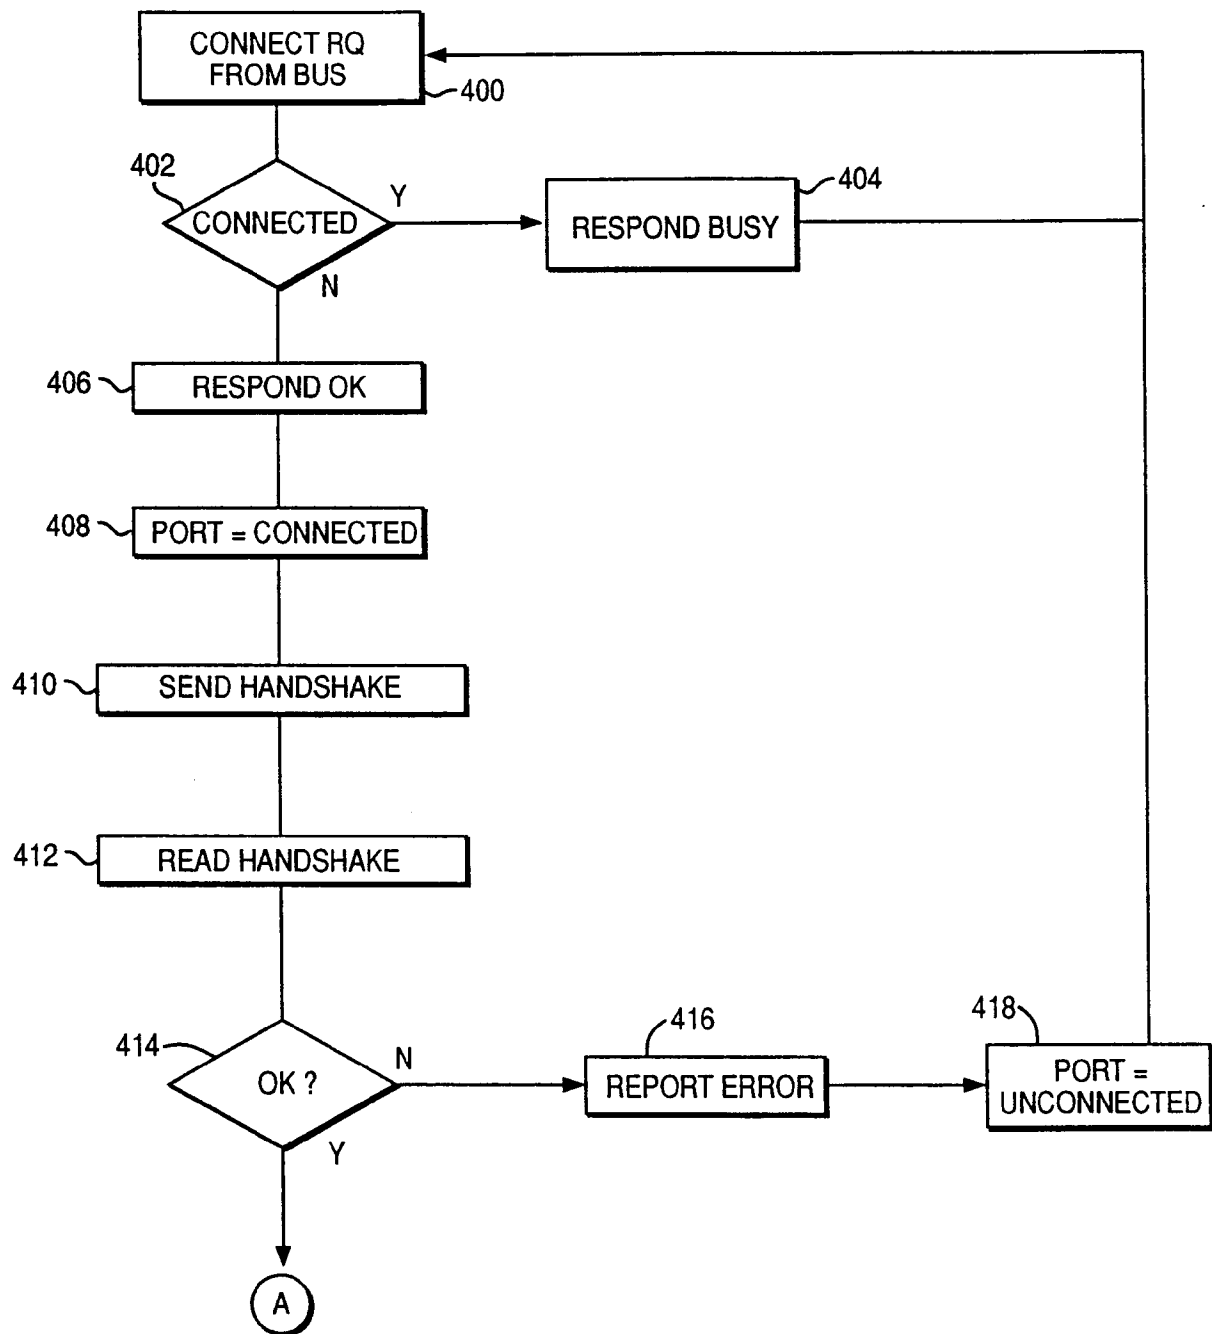 CONNECT RQ
FROM BUS
400
402
CONNECTED
Y
N
RESPOND BUSY
404
406
RESPOND OK
408
PORT = CONNECTED
410
SEND HANDSHAKE
412
READ HANDSHAKE
414
OK ?
N
Y
416
REPORT ERROR
418
PORT =
UNCONNECTED
A